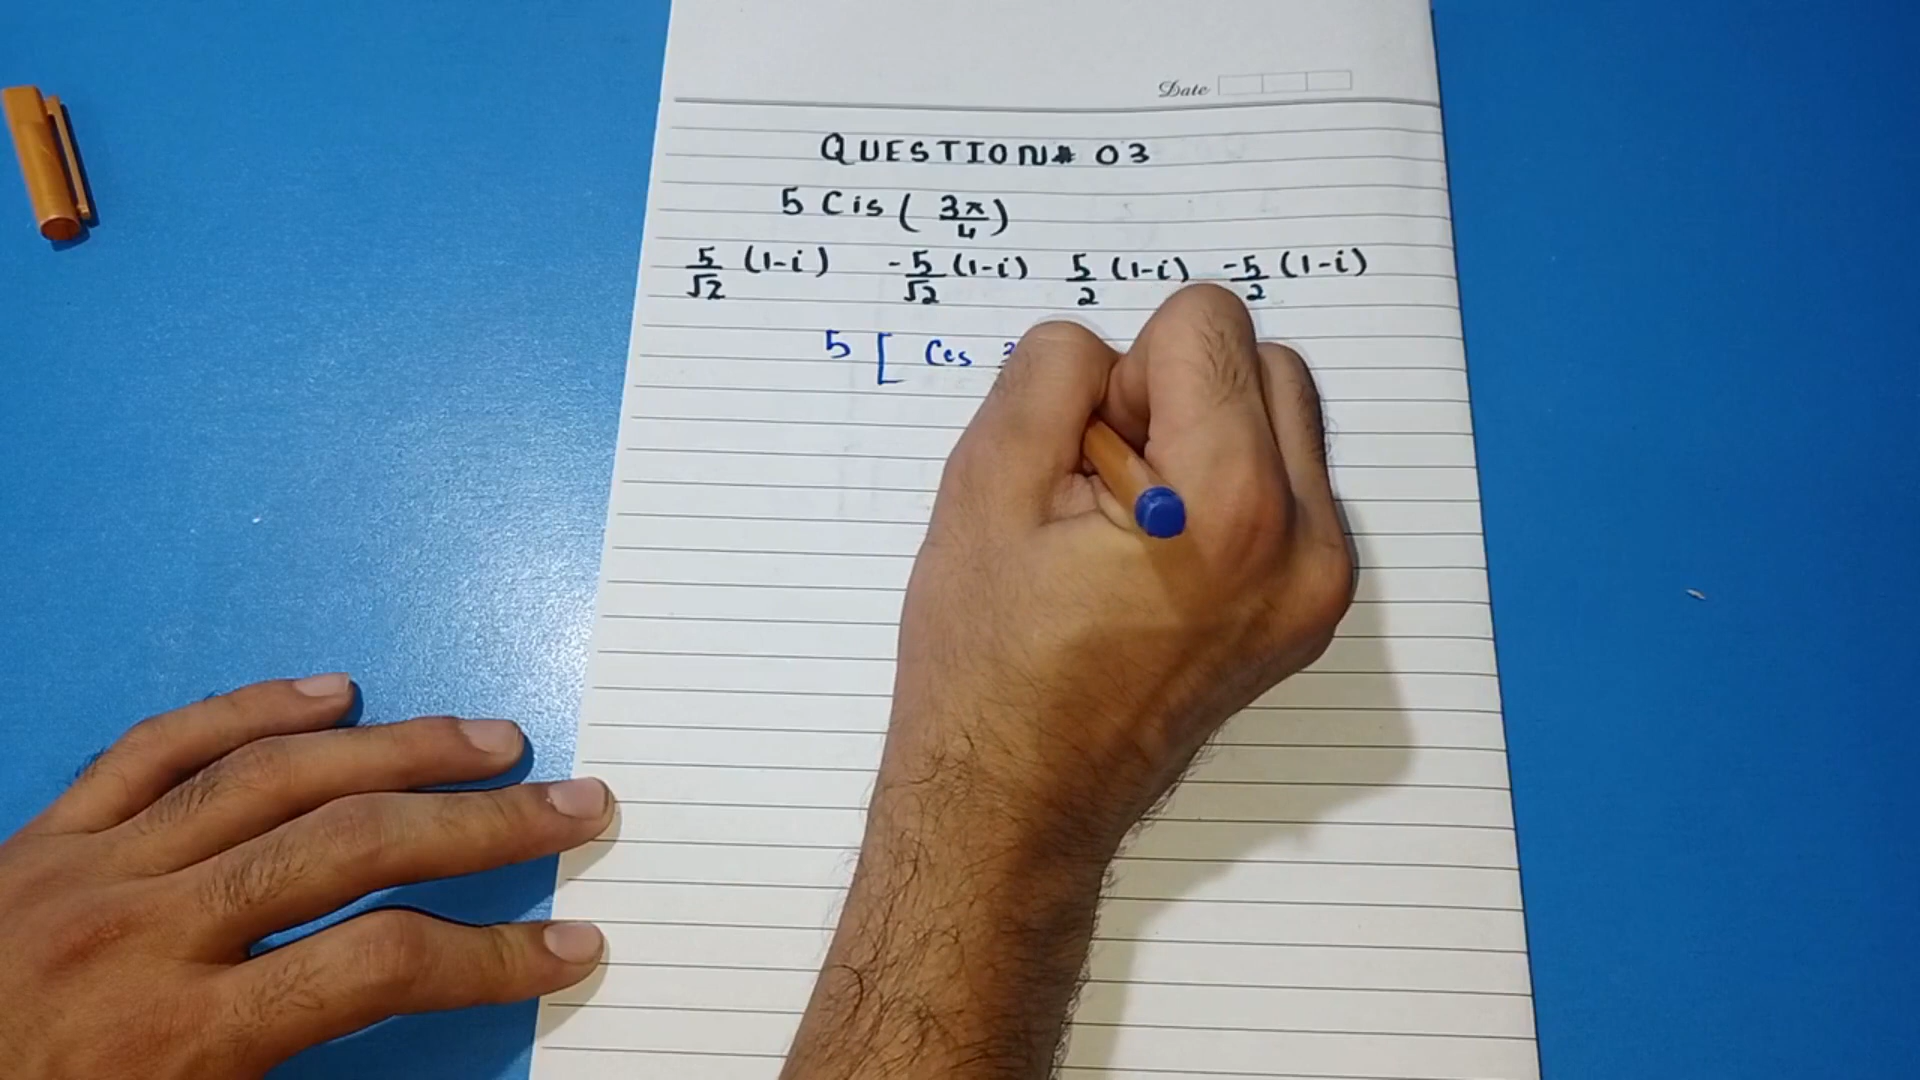 Date
QUESTION# 03
5 Cis ( 3π/4 )
5/√2 (1-i) -5/√2 (1-i) 5/2 (1-i) -5/2 (1-i)
5 [ Cos 3